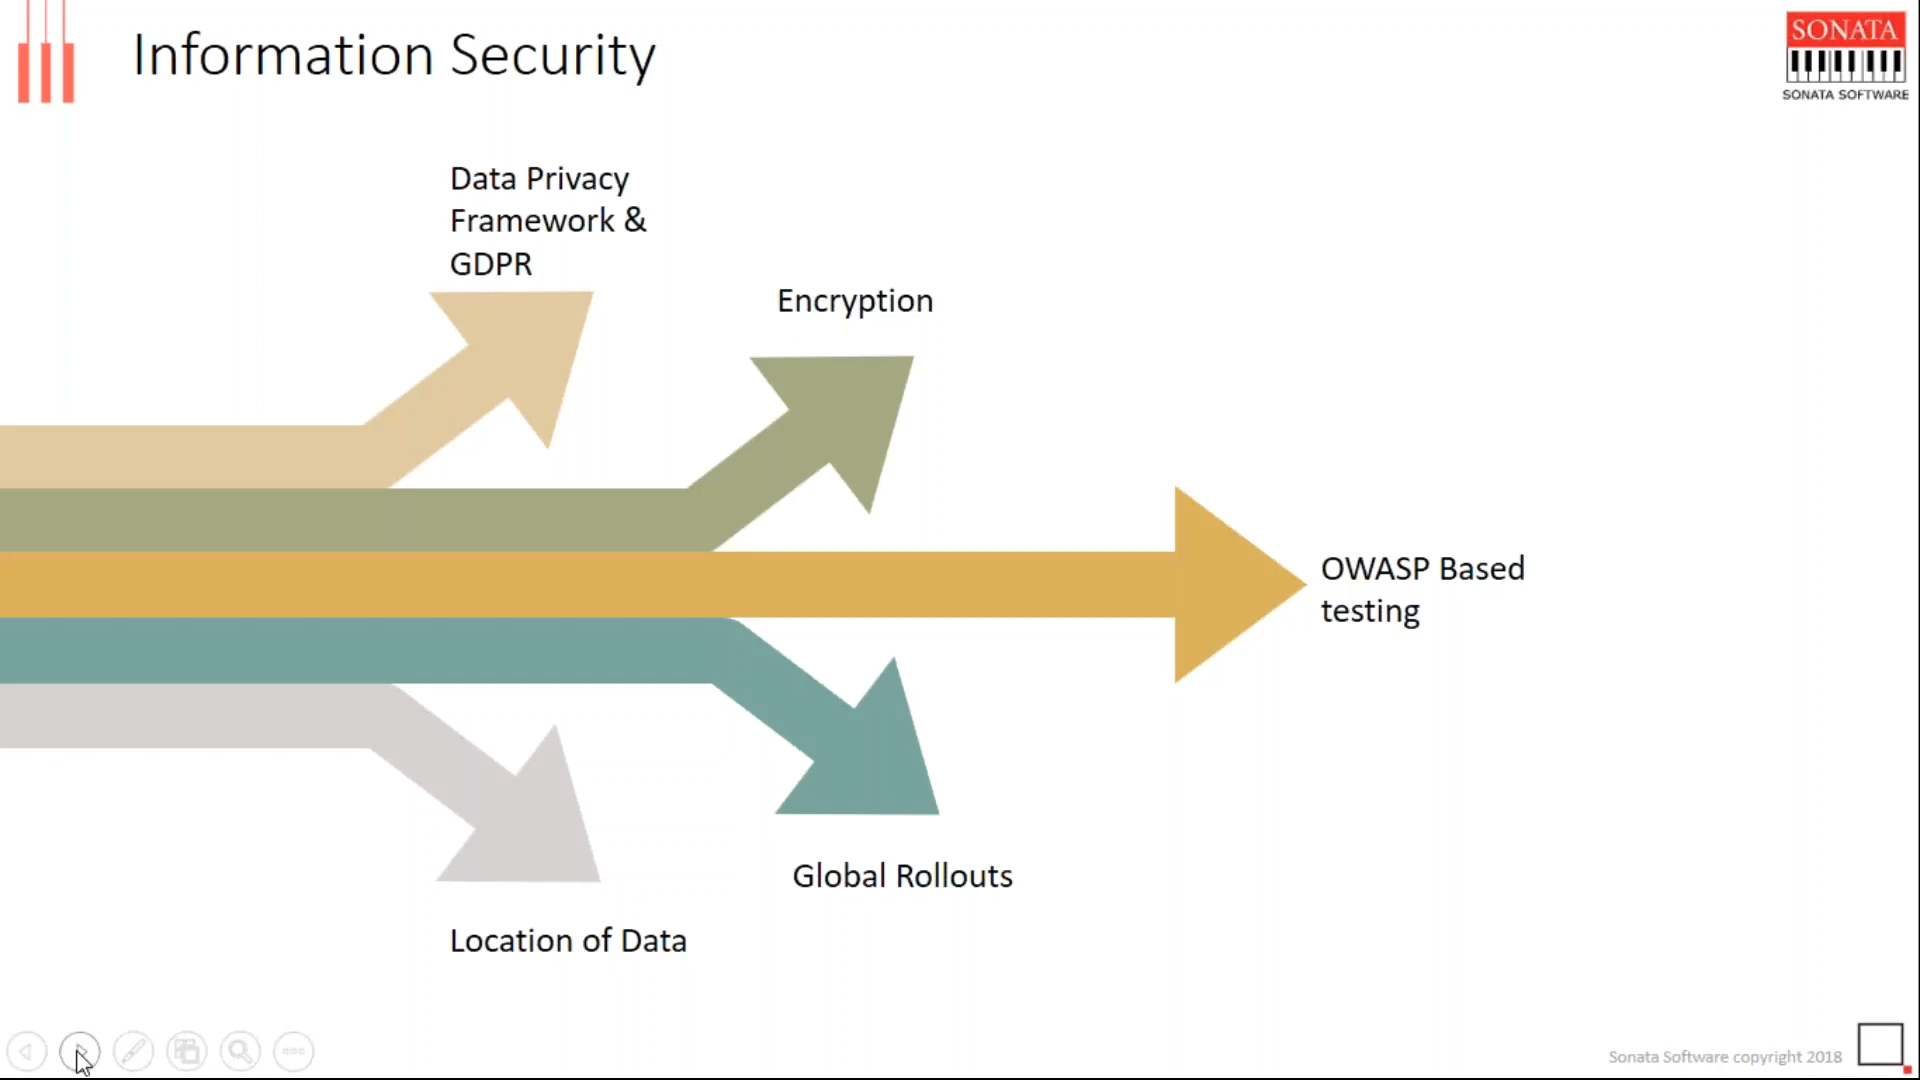 Information Security
SONATA
SONATA SOFTWARE
Data Privacy
Framework &
GDPR
Encryption
OWASP Based
testing
Global Rollouts
Location of Data
Sonata Software copyright 2018